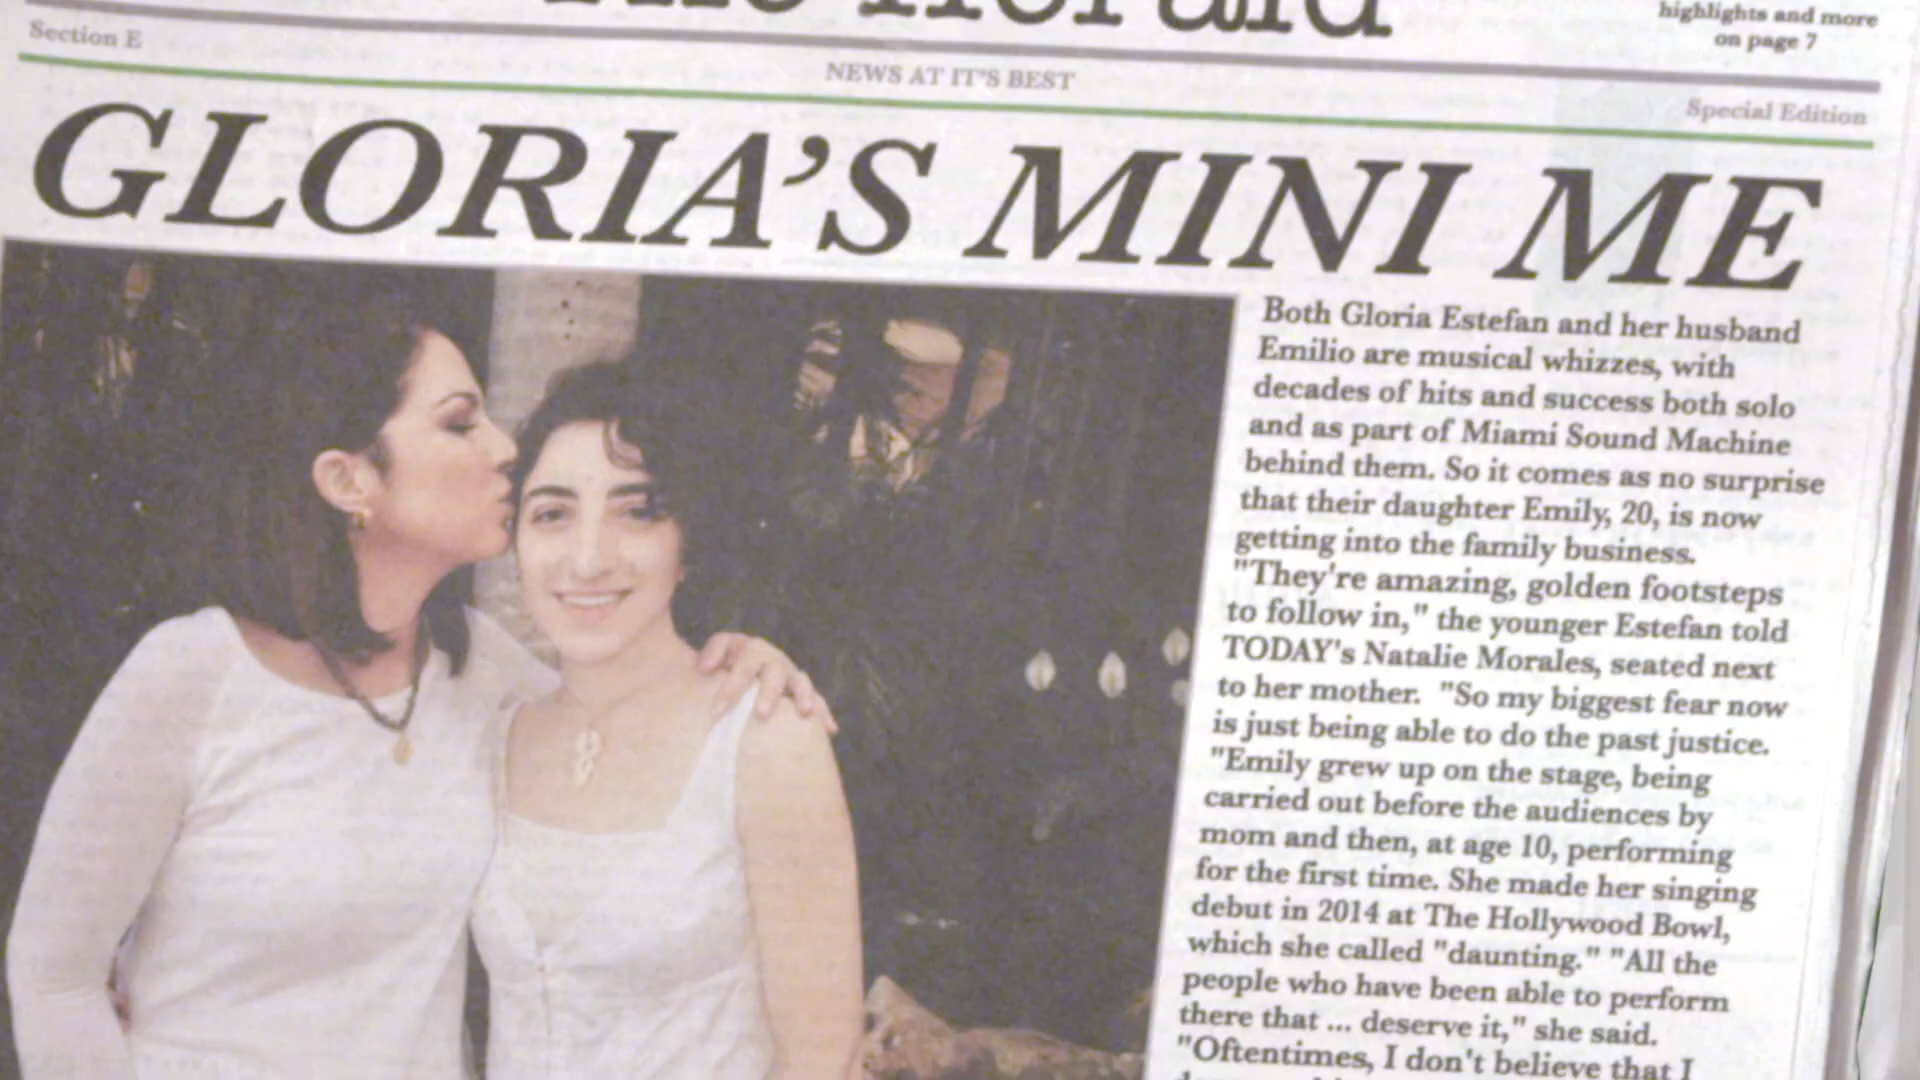 The Herald
highlights and more
on page 7
Section E
NEWS AT IT'S BEST
Special Edition
GLORIA'S MINI ME
Both Gloria Estefan and her husband
Emilio are musical whizzes, with
decades of hits and success both solo
and as part of Miami Sound Machine
behind them. So it comes as no surprise
that their daughter Emily, 20, is now
getting into the family business.
"They're amazing, golden footsteps
to follow in," the younger Estefan told
TODAY's Natalie Morales, seated next
to her mother. "So my biggest fear now
is just being able to do the past justice.
"Emily grew up on the stage, being
carried out before the audiences by
mom and then, at age 10, performing
for the first time. She made her singing
debut in 2014 at The Hollywood Bowl,
which she called "daunting." "All the
people who have been able to perform
there that ... deserve it," she said.
"Oftentimes, I don't believe that I